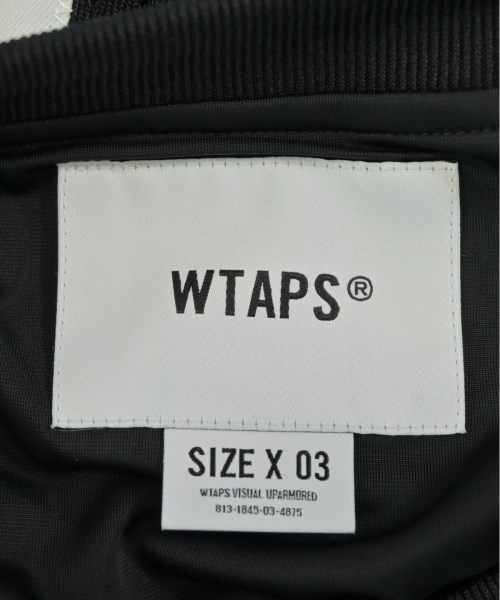 WTAPS®
SIZE X 03
WTAPS VISUAL UPARMORED
813-1845-03-4875